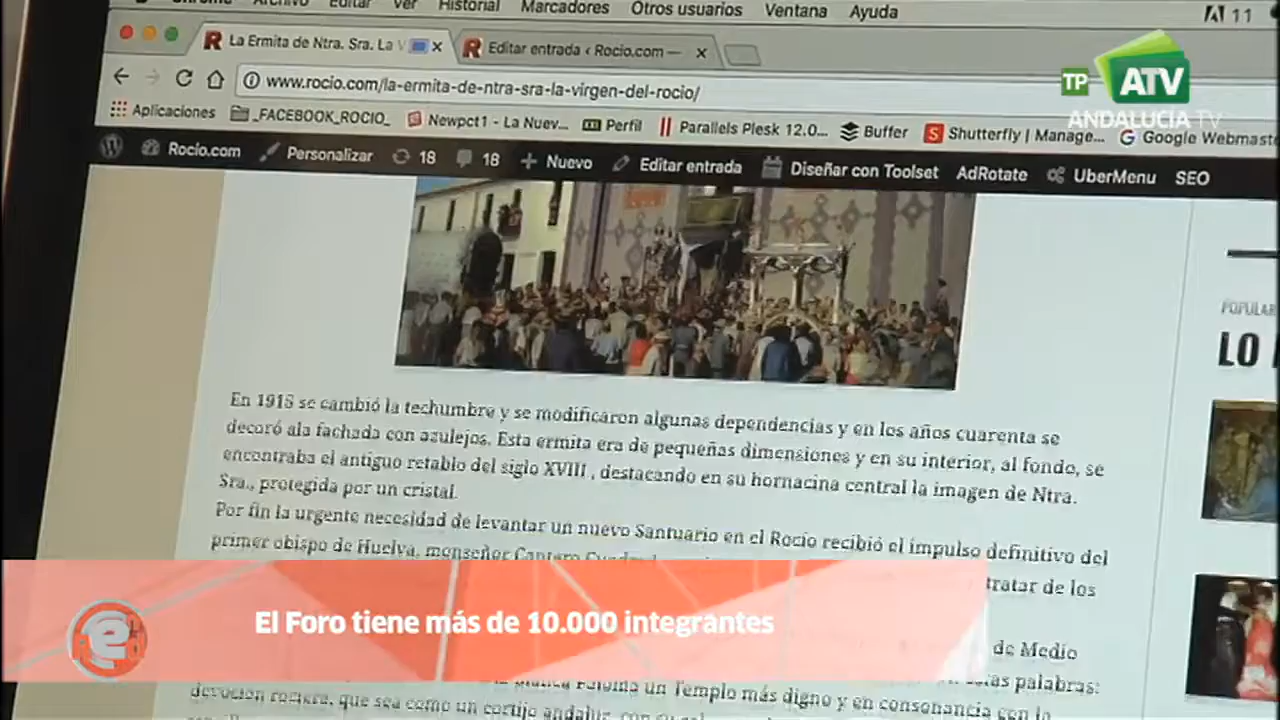 Archivo Editar Ver Historial Marcadores Otros usuarios Ventana Ayuda
11
La Ermita de Ntra. Sra. La V
Editar entrada ‹ Rocio.com —
www.rocio.com/la-ermita-de-ntra-sra-la-virgen-del-rocio/
TP ATV
ANDALUCÍA TV
Aplicaciones _FACEBOOK_ROCIO_ Newpct1 - La Nuev... Perfil Parallels Plesk 12.0... Buffer Shutterfly | Manage... Google Webmast
Rocio.com Personalizar 18 18 Nuevo Editar entrada Diseñar con Toolset AdRotate UberMenu SEO
POPULAR
LO
En 1918 se cambió la techumbre y se modificaron algunas dependencias y en los años cuarenta se
decoró ala fachada con azulejos. Esta ermita era de pequeñas dimensiones y en su interior, al fondo, se
encontraba el antiguo retablo del siglo XVIII , destacando en su hornacina central la imagen de Ntra.
Sra., protegida por un cristal.
Por fin la urgente necesidad de levantar un nuevo Santuario en el Rocío recibió el impulso definitivo del
primer obispo de Huelva, monseñor Cantero
tratar de los
El Foro tiene más de 10.000 integrantes
de Medio
palabras:
Paloma un Templo más digno y en consonancia con la
devoción rociera, que sea como un cortijo andaluz,